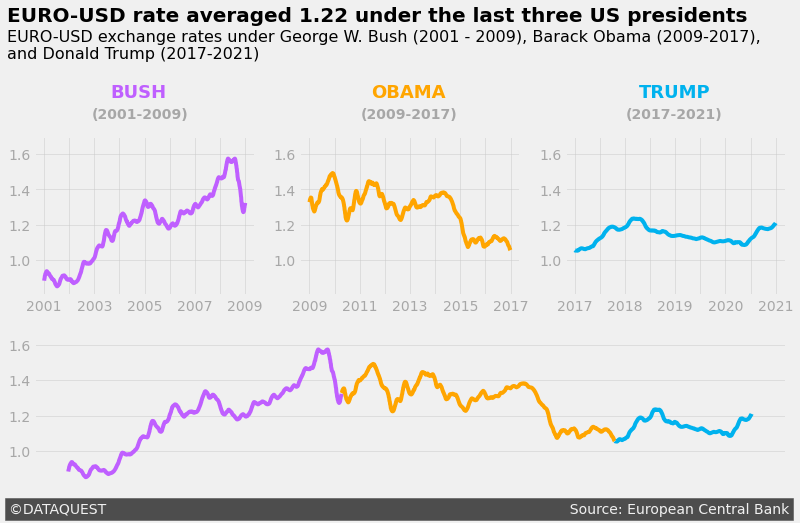 EURO-USD rate averaged 1.22 under the last three US presidents
EURO-USD exchange rates under George W. Bush (2001 - 2009), Barack Obama (2009-2017),
and Donald Trump (2017-2021)
BUSH OBAMA TRUMP
(2001-2009) (2009-2017) (2017-2021)
1.6 1.6 1.6
1.4 1.4 1.4
1.2 1.2 1.2
1.0 1.0 1.0
2001 2003 2005 2007 2009 2009 2011 2013 2015 2017 2017 2018 2019 2020 2021
1.6
1.4
1.2
1.0
©DATAQUEST Source: European Central Bank